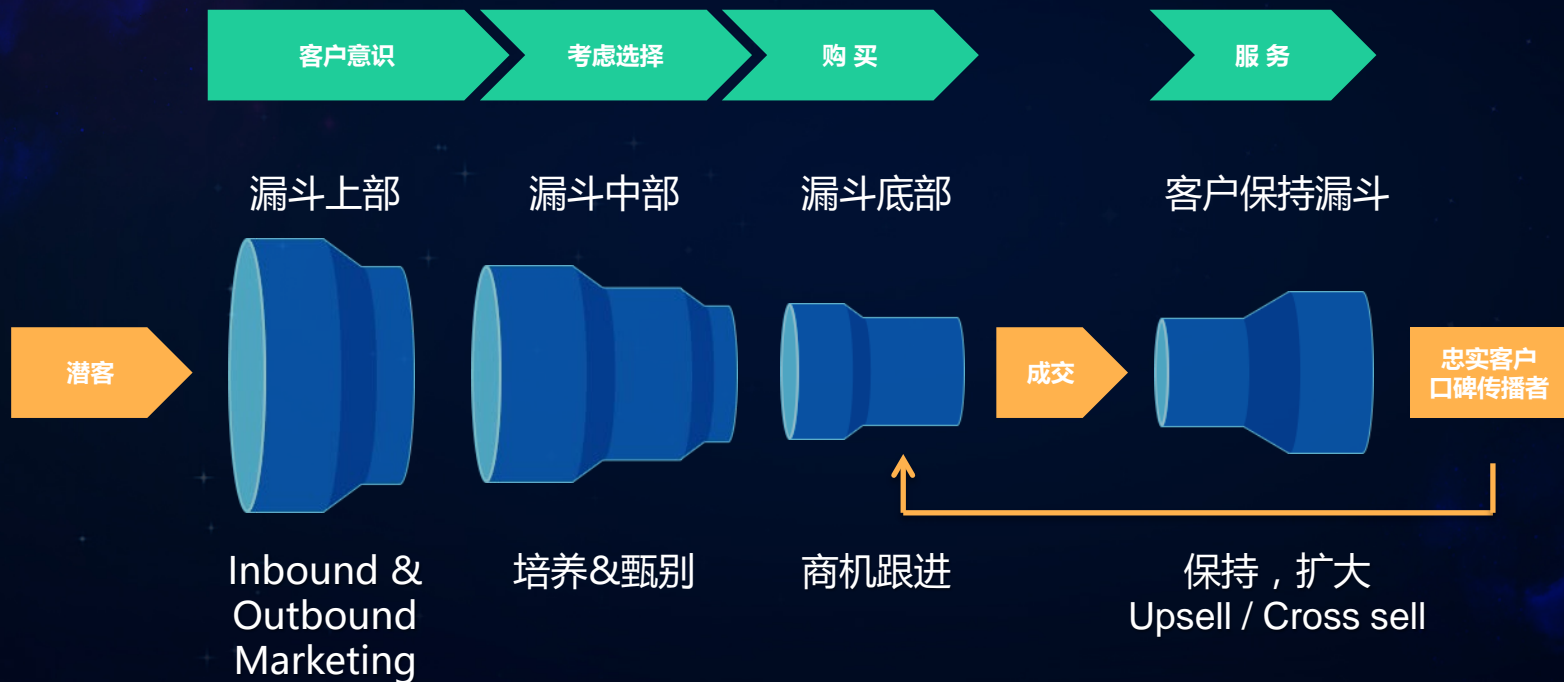 客户意识
考虑选择
购 买
服 务
漏斗上部
漏斗中部
漏斗底部
客户保持漏斗
潜客
成交
忠实客户
口碑传播者
Inbound &
Outbound
Marketing
培养&甄别
商机跟进
保持，扩大
Upsell / Cross sell